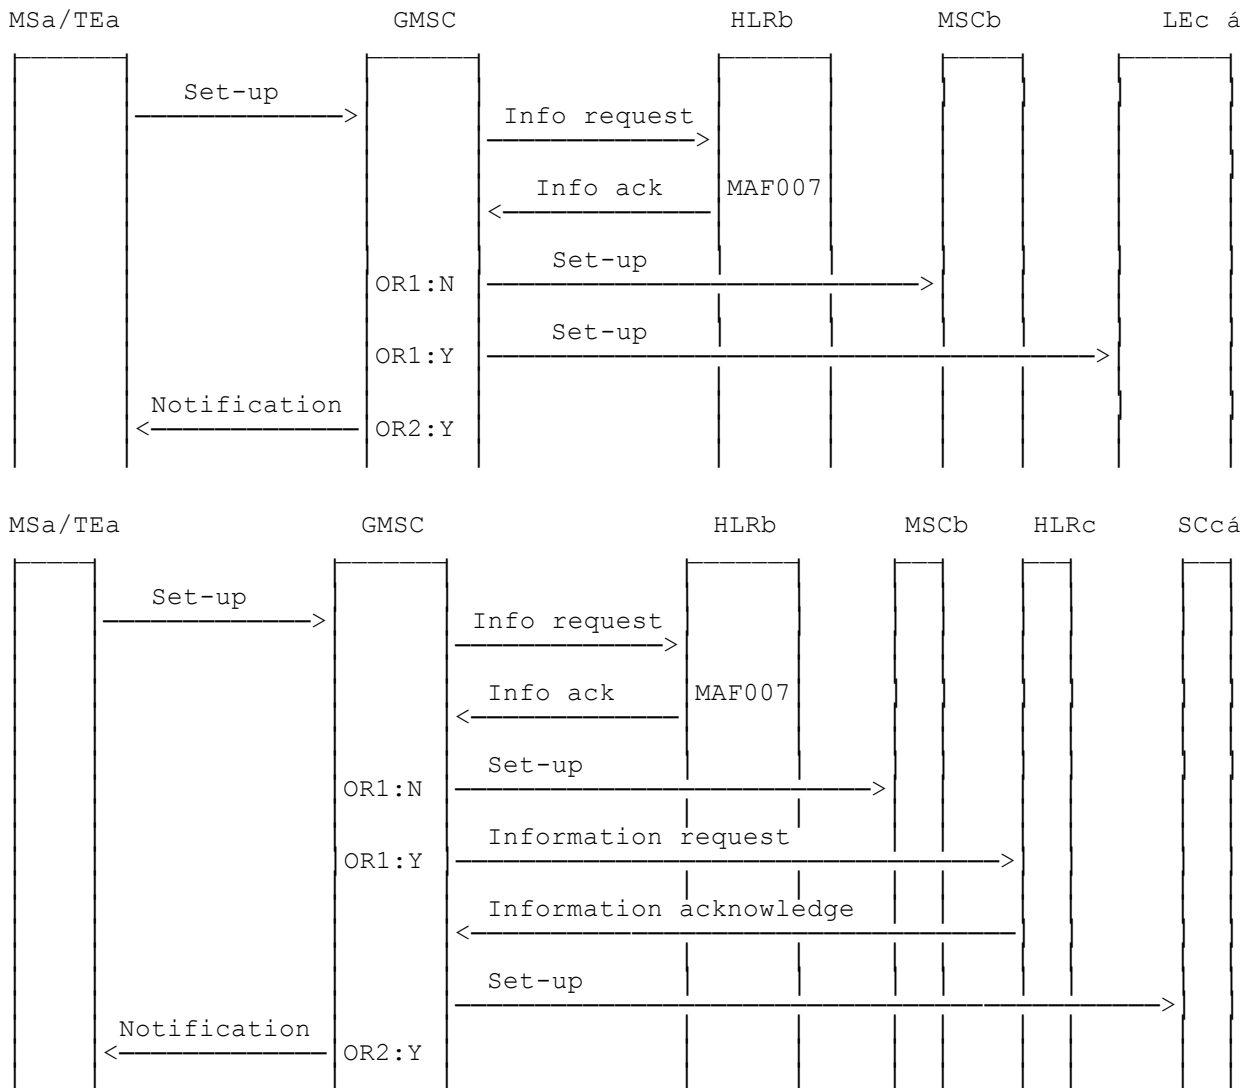 MSa/TEa GMSC HLRb MSCb LEc á
Set-up
Info request
Info ack MAF007
Set-up
OR1:N
Set-up
OR1:Y
Notification
OR2:Y
MSa/TEa GMSC HLRb MSCb HLRc SCcá
Set-up
Info request
Info ack MAF007
Set-up
OR1:N
Information request
OR1:Y
Information acknowledge
Set-up
Notification
OR2:Y